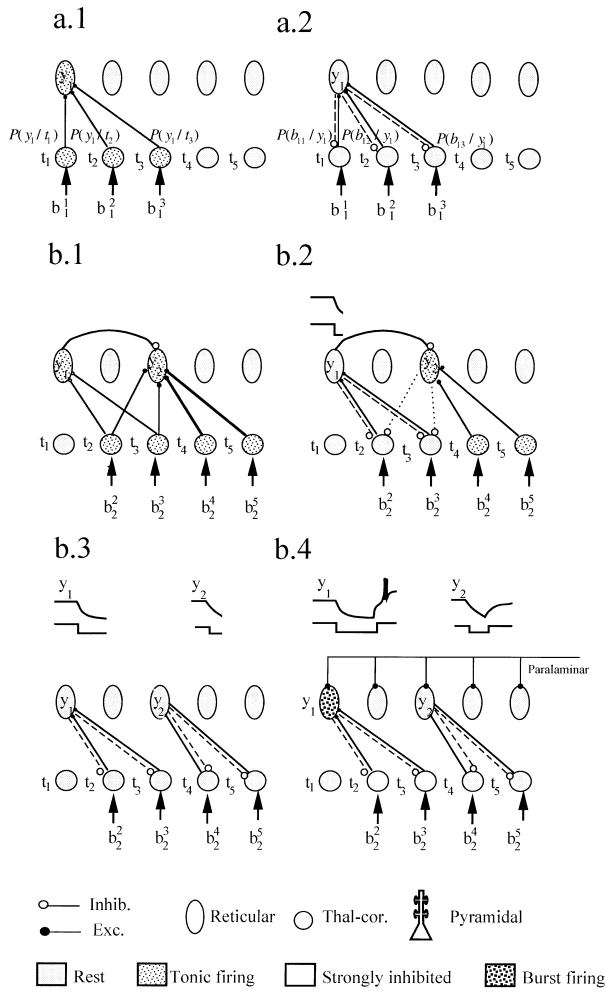 a.1 a.2
y₁ y₁
P(y₁/t₁) P(y₁/t₂) P(y₁/t₃) P(b₁₁/y₁) P(b₁₂/y₁) P(b₁₃/y₁)
t₁ t₂ t₃ t₄ t₅ t₁ t₂ t₃ t₄ t₅
b₁¹ b₁² b₁³ b₁¹ b₁² b₁³
b.1 b.2
y₁ y₂ y₁ y₂
t₁ t₂ t₃ t₄ t₅ t₁ t₂ t₃ t₄ t₅
b₂² b₂³ b₂⁴ b₂⁵ b₂² b₂³ b₂⁴ b₂⁵
b.3 b.4
y₁ y₂ y₁ y₂
Paralaminar
y₁ y₂ y₁ y₂
t₁ t₂ t₃ t₄ t₅ t₁ t₂ t₃ t₄ t₅
b₂² b₂³ b₂⁴ b₂⁵ b₂² b₂³ b₂⁴ b₂⁵
Inhib. Reticular Thal-cor. Pyramidal
Exc.
Rest Tonic firing Strongly inhibited Burst firing